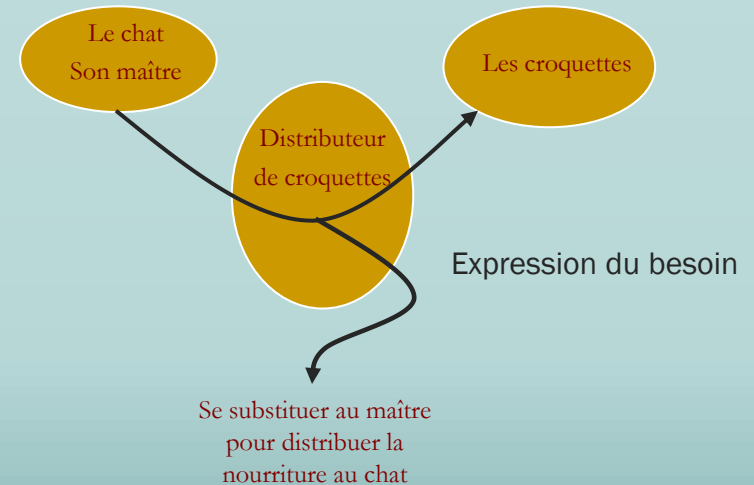 Le chat
Son maître
Les croquettes
Distributeur
de croquettes
Expression du besoin
Se substituer au maître
pour distribuer la
nourriture au chat